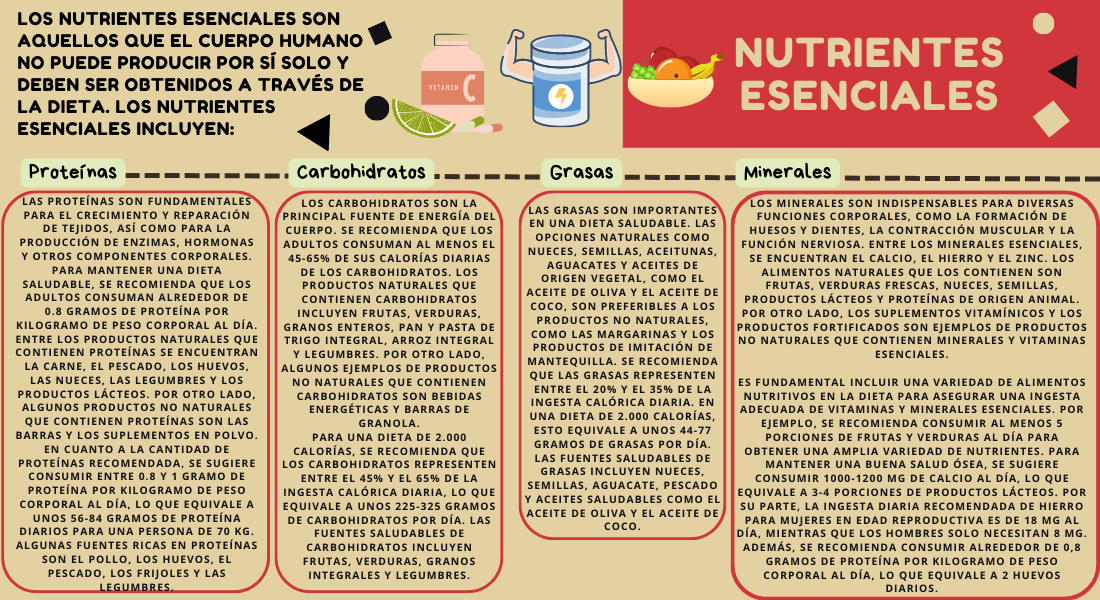 LOS NUTRIENTES ESENCIALES SON
AQUELLOS QUE EL CUERPO HUMANO
NO PUEDE PRODUCIR POR SÍ SOLO Y
DEBEN SER OBTENIDOS A TRAVÉS DE
LA DIETA. LOS NUTRIENTES
ESENCIALES INCLUYEN:
VITAMIN C
NUTRIENTES
ESENCIALES
Proteínas
LAS PROTEÍNAS SON FUNDAMENTALES
PARA EL CRECIMIENTO Y REPARACIÓN
DE TEJIDOS, ASÍ COMO PARA LA
PRODUCCIÓN DE ENZIMAS, HORMONAS
Y OTROS COMPONENTES CORPORALES.
PARA MANTENER UNA DIETA
SALUDABLE, SE RECOMIENDA QUE LOS
ADULTOS CONSUMAN ALREDEDOR DE
0.8 GRAMOS DE PROTEÍNA POR
KILOGRAMO DE PESO CORPORAL AL DÍA.
ENTRE LOS PRODUCTOS NATURALES QUE
CONTIENEN PROTEÍNAS SE ENCUENTRAN
LA CARNE, EL PESCADO, LOS HUEVOS,
LAS NUECES, LAS LEGUMBRES Y LOS
PRODUCTOS LÁCTEOS. POR OTRO LADO,
ALGUNOS PRODUCTOS NO NATURALES
QUE CONTIENEN PROTEÍNAS SON LAS
BARRAS Y LOS SUPLEMENTOS EN POLVO.
EN CUANTO A LA CANTIDAD DE
PROTEÍNAS RECOMENDADA, SE SUGIERE
CONSUMIR ENTRE 0.8 Y 1 GRAMO DE
PROTEÍNA POR KILOGRAMO DE PESO
CORPORAL AL DÍA, LO QUE EQUIVALE A
UNOS 56-84 GRAMOS DE PROTEÍNA
DIARIOS PARA UNA PERSONA DE 70 KG.
ALGUNAS FUENTES RICAS EN PROTEÍNAS
SON EL POLLO, LOS HUEVOS, EL
PESCADO, LOS FRIJOLES Y LAS
LEGUMBRES.
Carbohidratos
LOS CARBOHIDRATOS SON LA
PRINCIPAL FUENTE DE ENERGÍA DEL
CUERPO. SE RECOMIENDA QUE LOS
ADULTOS CONSUMAN AL MENOS EL
45-65% DE SUS CALORÍAS DIARIAS
DE LOS CARBOHIDRATOS. LOS
PRODUCTOS NATURALES QUE
CONTIENEN CARBOHIDRATOS
INCLUYEN FRUTAS, VERDURAS,
GRANOS ENTEROS, PAN Y PASTA DE
TRIGO INTEGRAL, ARROZ INTEGRAL
Y LEGUMBRES. POR OTRO LADO,
ALGUNOS EJEMPLOS DE PRODUCTOS
NO NATURALES QUE CONTIENEN
CARBOHIDRATOS SON BEBIDAS
ENERGÉTICAS Y BARRAS DE
GRANOLA.
PARA UNA DIETA DE 2.000
CALORÍAS, SE RECOMIENDA QUE
LOS CARBOHIDRATOS REPRESENTEN
ENTRE EL 45% Y EL 65% DE LA
INGESTA CALÓRICA DIARIA, LO QUE
EQUIVALE A UNOS 225-325 GRAMOS
DE CARBOHIDRATOS POR DÍA. LAS
FUENTES SALUDABLES DE
CARBOHIDRATOS INCLUYEN
FRUTAS, VERDURAS, GRANOS
INTEGRALES Y LEGUMBRES.
Grasas
LAS GRASAS SON IMPORTANTES
EN UNA DIETA SALUDABLE. LAS
OPCIONES NATURALES COMO
NUECES, SEMILLAS, ACEITUNAS,
AGUACATES Y ACEITES DE
ORIGEN VEGETAL, COMO EL
ACEITE DE OLIVA Y EL ACEITE DE
COCO, SON PREFERIBLES A LOS
PRODUCTOS NO NATURALES,
COMO LAS MARGARINAS Y LOS
PRODUCTOS DE IMITACIÓN DE
MANTEQUILLA. SE RECOMIENDA
QUE LAS GRASAS REPRESENTEN
ENTRE EL 20% Y EL 35% DE LA
INGESTA CALÓRICA DIARIA. EN
UNA DIETA DE 2.000 CALORÍAS,
ESTO EQUIVALE A UNOS 44-77
GRAMOS DE GRASAS POR DÍA.
LAS FUENTES SALUDABLES DE
GRASAS INCLUYEN NUECES,
SEMILLAS, AGUACATE, PESCADO
Y ACEITES SALUDABLES COMO EL
ACEITE DE OLIVA Y EL ACEITE DE
COCO.
Minerales
LOS MINERALES SON INDISPENSABLES PARA DIVERSAS
FUNCIONES CORPORALES, COMO LA FORMACIÓN DE
HUESOS Y DIENTES, LA CONTRACCIÓN MUSCULAR Y LA
FUNCIÓN NERVIOSA. ENTRE LOS MINERALES ESENCIALES,
SE ENCUENTRAN EL CALCIO, EL HIERRO Y EL ZINC. LOS
ALIMENTOS NATURALES QUE LOS CONTIENEN SON
FRUTAS, VERDURAS FRESCAS, NUECES, SEMILLAS,
PRODUCTOS LÁCTEOS Y PROTEÍNAS DE ORIGEN ANIMAL.
POR OTRO LADO, LOS SUPLEMENTOS VITAMÍNICOS Y LOS
PRODUCTOS FORTIFICADOS SON EJEMPLOS DE PRODUCTOS
NO NATURALES QUE CONTIENEN MINERALES Y VITAMINAS
ESENCIALES.
ES FUNDAMENTAL INCLUIR UNA VARIEDAD DE ALIMENTOS
NUTRITIVOS EN LA DIETA PARA ASEGURAR UNA INGESTA
ADECUADA DE VITAMINAS Y MINERALES ESENCIALES. POR
EJEMPLO, SE RECOMIENDA CONSUMIR AL MENOS 5
PORCIONES DE FRUTAS Y VERDURAS AL DÍA PARA
OBTENER UNA AMPLIA VARIEDAD DE NUTRIENTES. PARA
MANTENER UNA BUENA SALUD ÓSEA, SE SUGIERE
CONSUMIR 1000-1200 MG DE CALCIO AL DÍA, LO QUE
EQUIVALE A 3-4 PORCIONES DE PRODUCTOS LÁCTEOS. POR
SU PARTE, LA INGESTA DIARIA RECOMENDADA DE HIERRO
PARA MUJERES EN EDAD REPRODUCTIVA ES DE 18 MG AL
DÍA, MIENTRAS QUE LOS HOMBRES SOLO NECESITAN 8 MG.
ADEMÁS, SE RECOMIENDA CONSUMIR ALREDEDOR DE 0,8
GRAMOS DE PROTEÍNA POR KILOGRAMO DE PESO
CORPORAL AL DÍA, LO QUE EQUIVALE A 2 HUEVOS
DIARIOS.